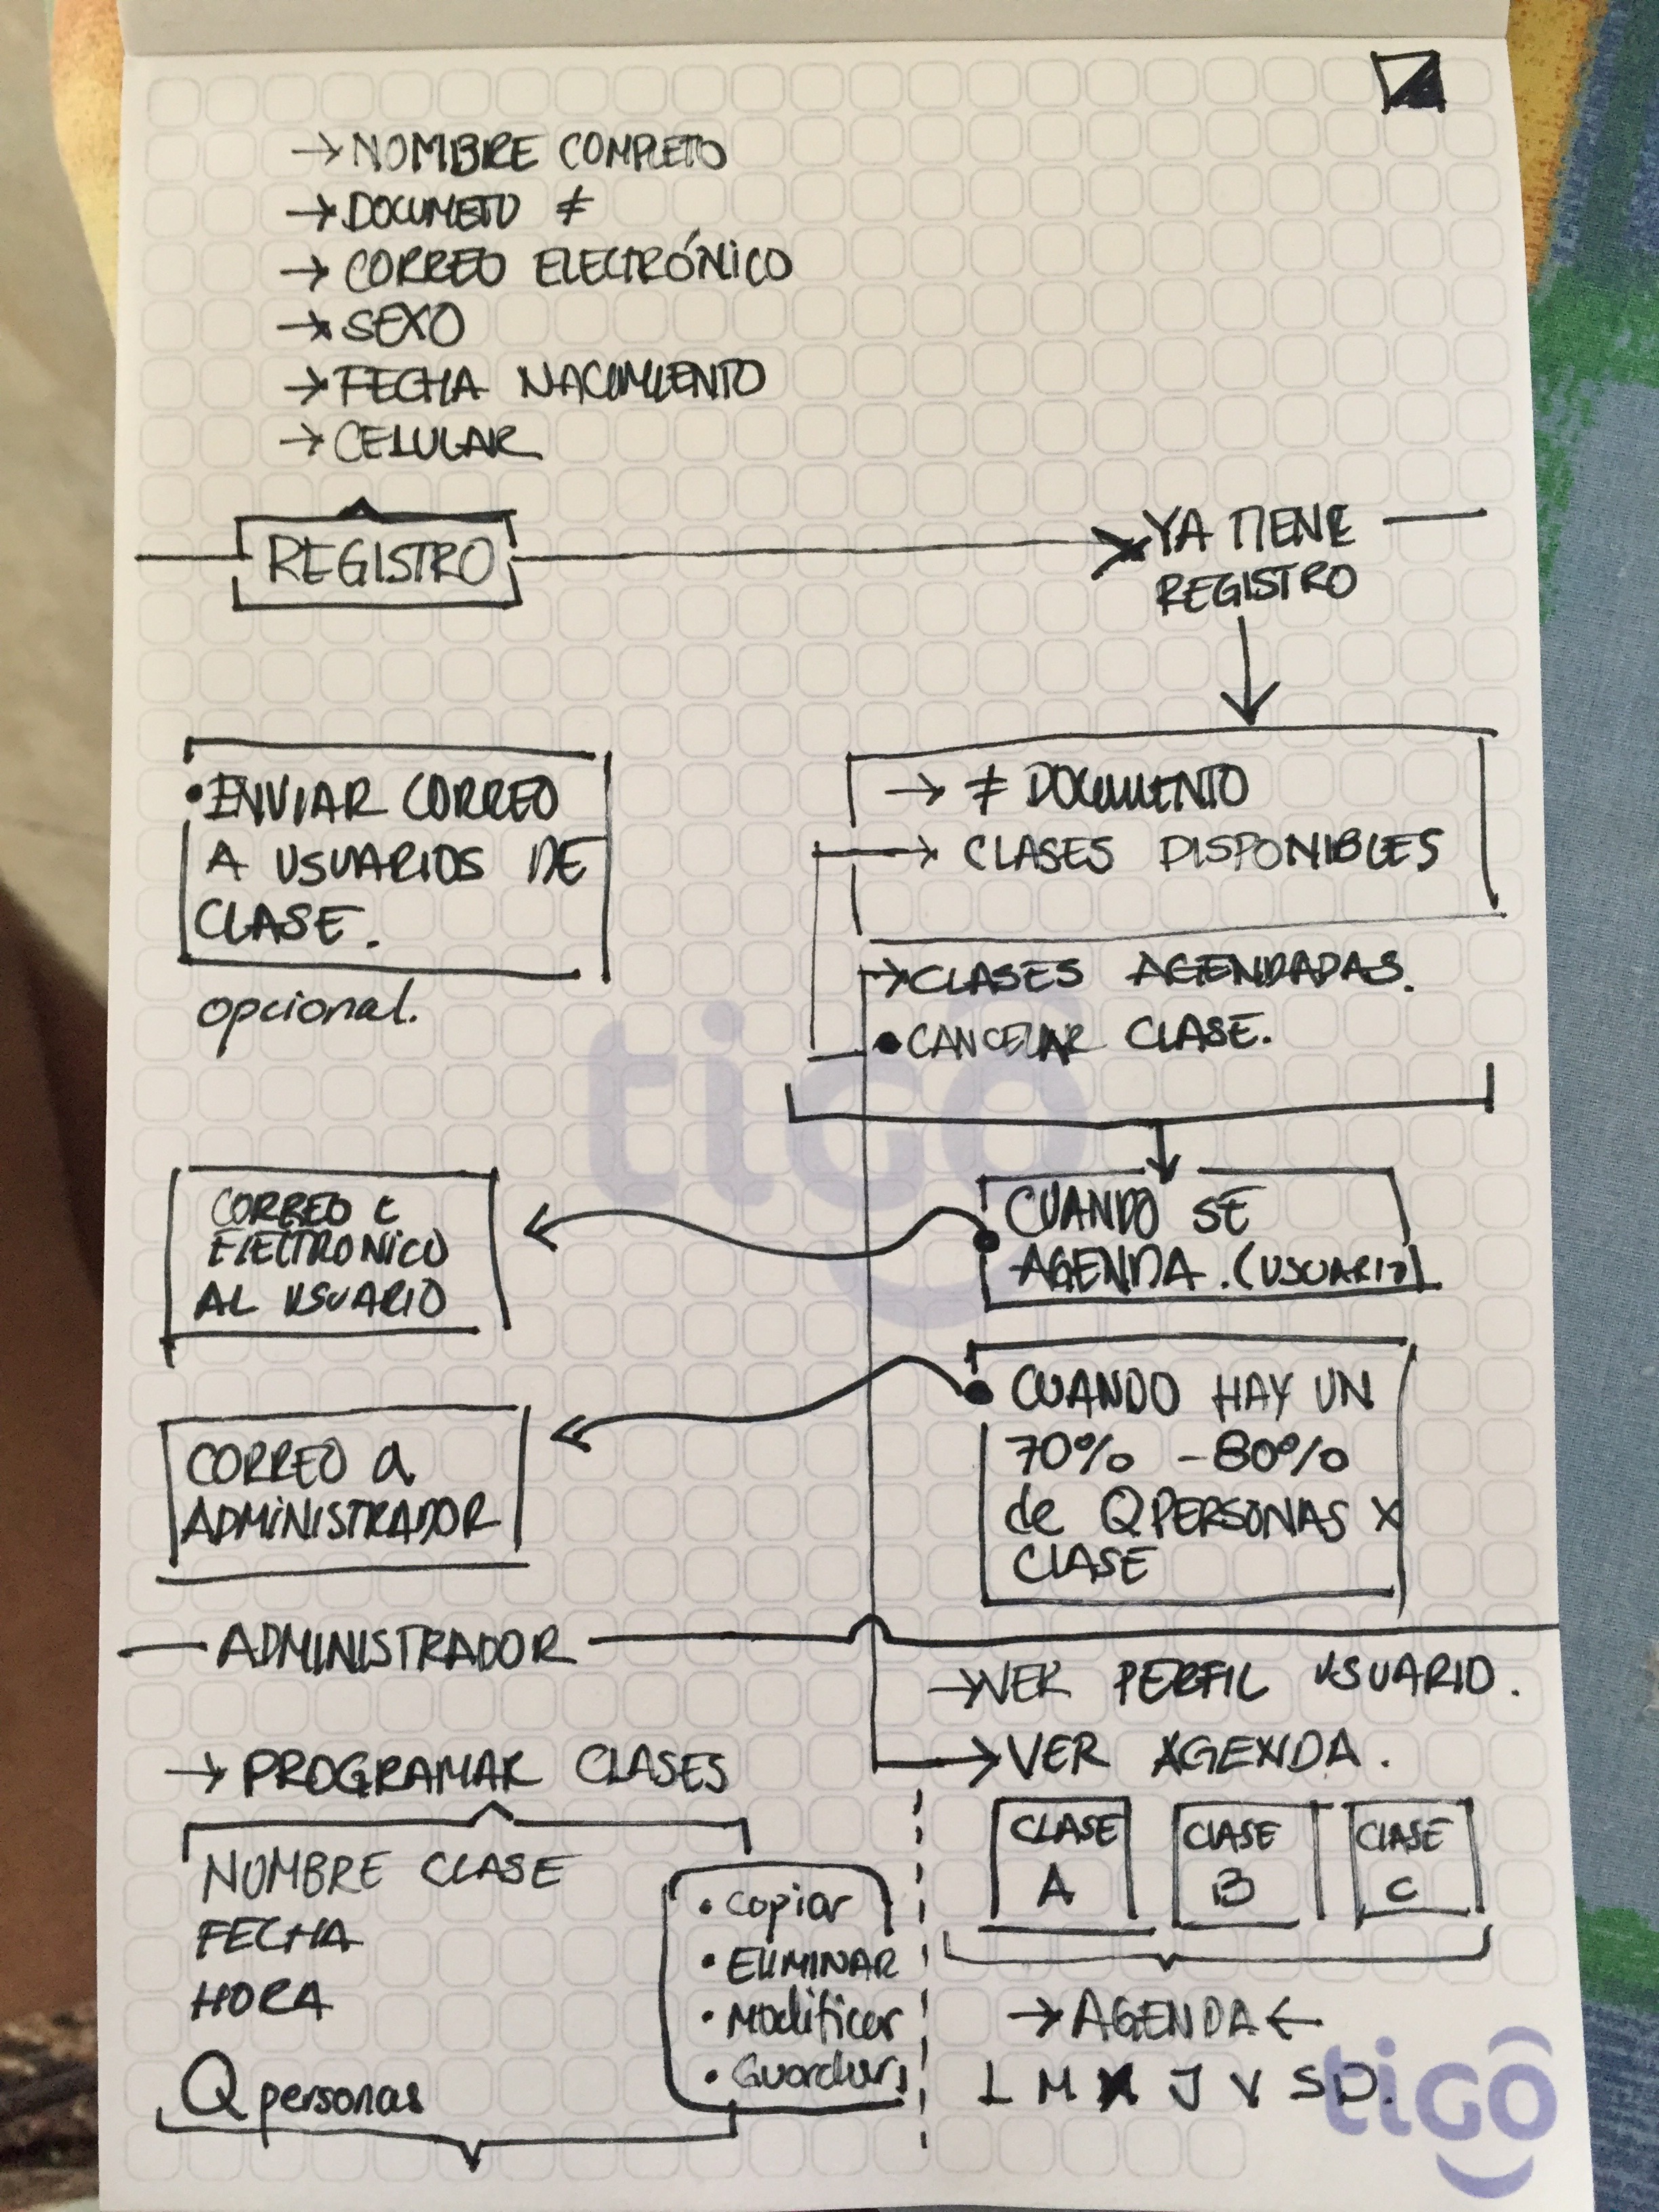 → NOMBRE COMPLETO
→ DOCUMETO ≠
→ CORREO ELECTRÓNICO
→ SEXO
→ FECHA NACIMIENTO
→ CELULAR
REGISTRO
YA TIENE
REGISTRO
• ENVIAR CORREO
A USUARIOS DE
CLASE.
opcional.
→ ≠ DOCUMENTO
→ CLASES DISPONIBLES
→ CLASES AGENDADAS.
• CANCELAR CLASE.
CORREO E
ELECTRONICO
AL USUARIO
CUANDO SE
AGENDA. (USUARIO)
CORREO a
ADMINISTRADOR
CUANDO HAY UN
70% - 80%
de Q PERSONAS X
CLASE
ADMINISTRADOR
→ PROGRAMAR CLASES
NOMBRE CLASE
FECHA
HORA
Q personas
• Copiar
• ELIMINAR
• Modificar
• Guardar
→ VER PERFIL USUARIO.
→ VER AGENDA.
CLASE
A
CLASE
B
CLASE
C
→ AGENDA ←
L M X J V S D.
tigo
tigo